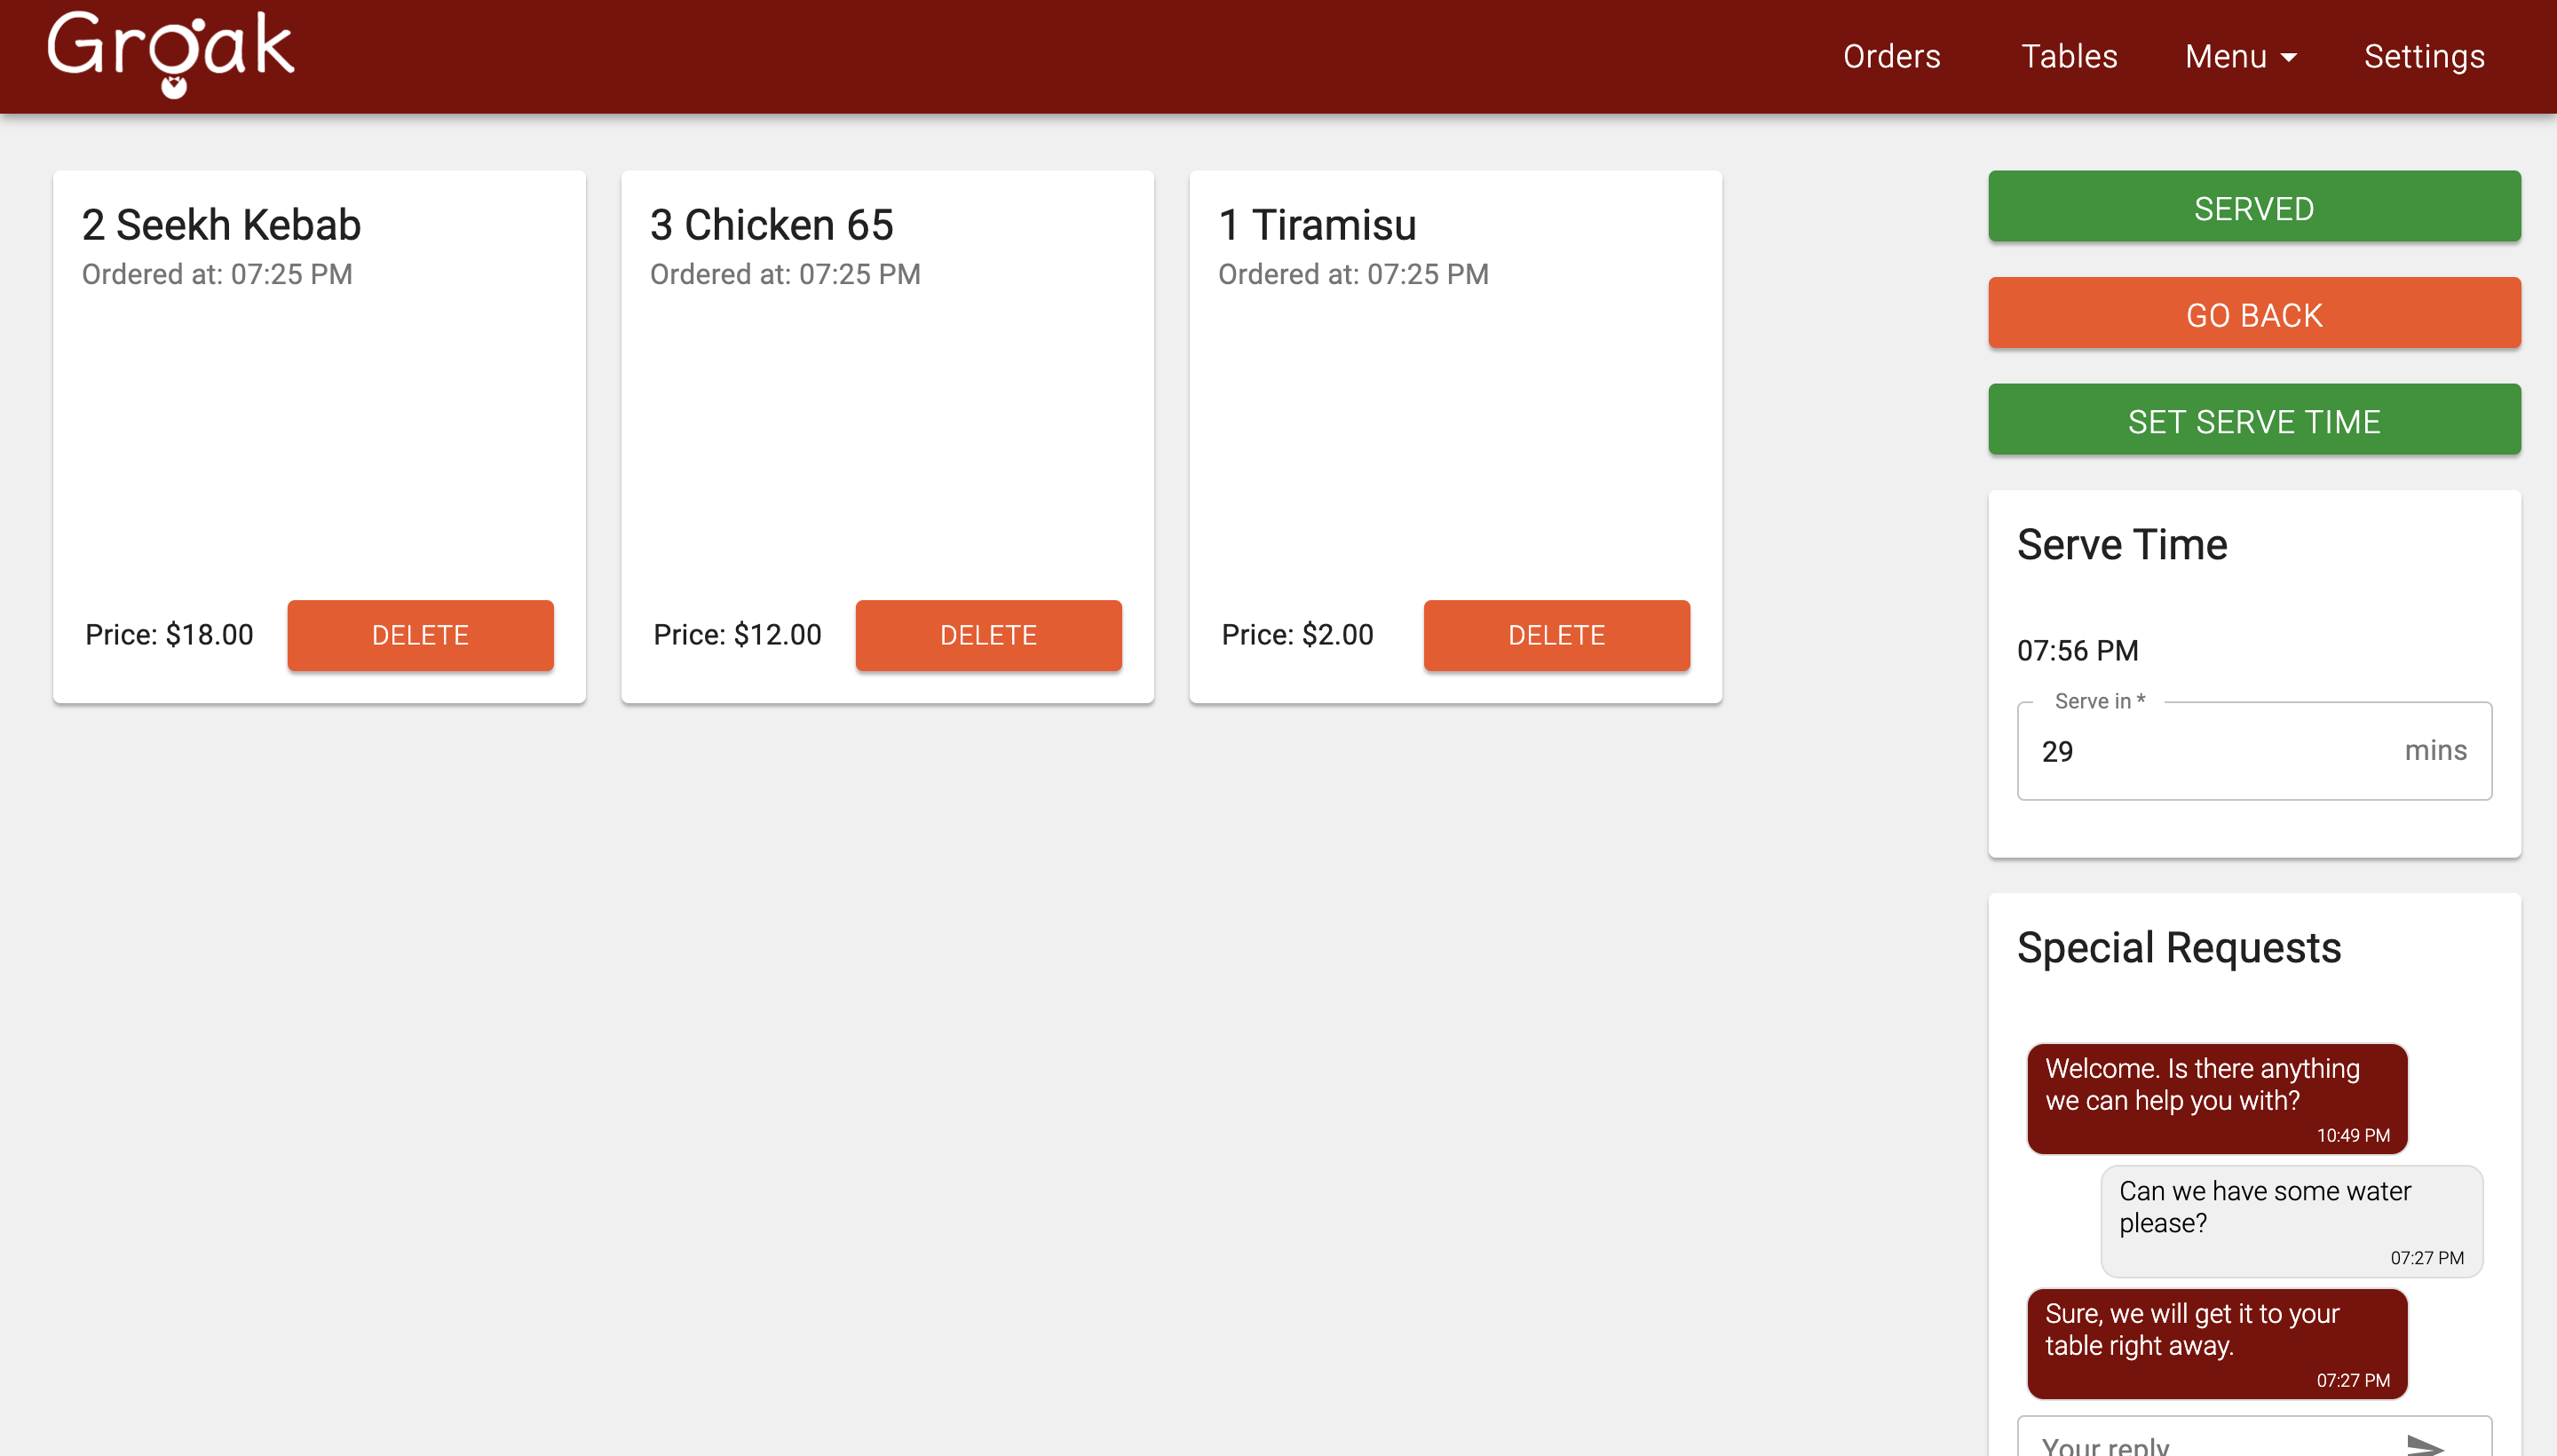 Groak
Orders
Tables
Menu
Settings
2 Seekh Kebab
Ordered at: 07:25 PM
Price: $18.00
DELETE
3 Chicken 65
Ordered at: 07:25 PM
Price: $12.00
DELETE
1 Tiramisu
Ordered at: 07:25 PM
Price: $2.00
DELETE
SERVED
GO BACK
SET SERVE TIME
Serve Time
07:56 PM
Serve in *
29 mins
Special Requests
Welcome. Is there anything
we can help you with?
10:49 PM
Can we have some water
please?
07:27 PM
Sure, we will get it to your
table right away.
07:27 PM
Your reply